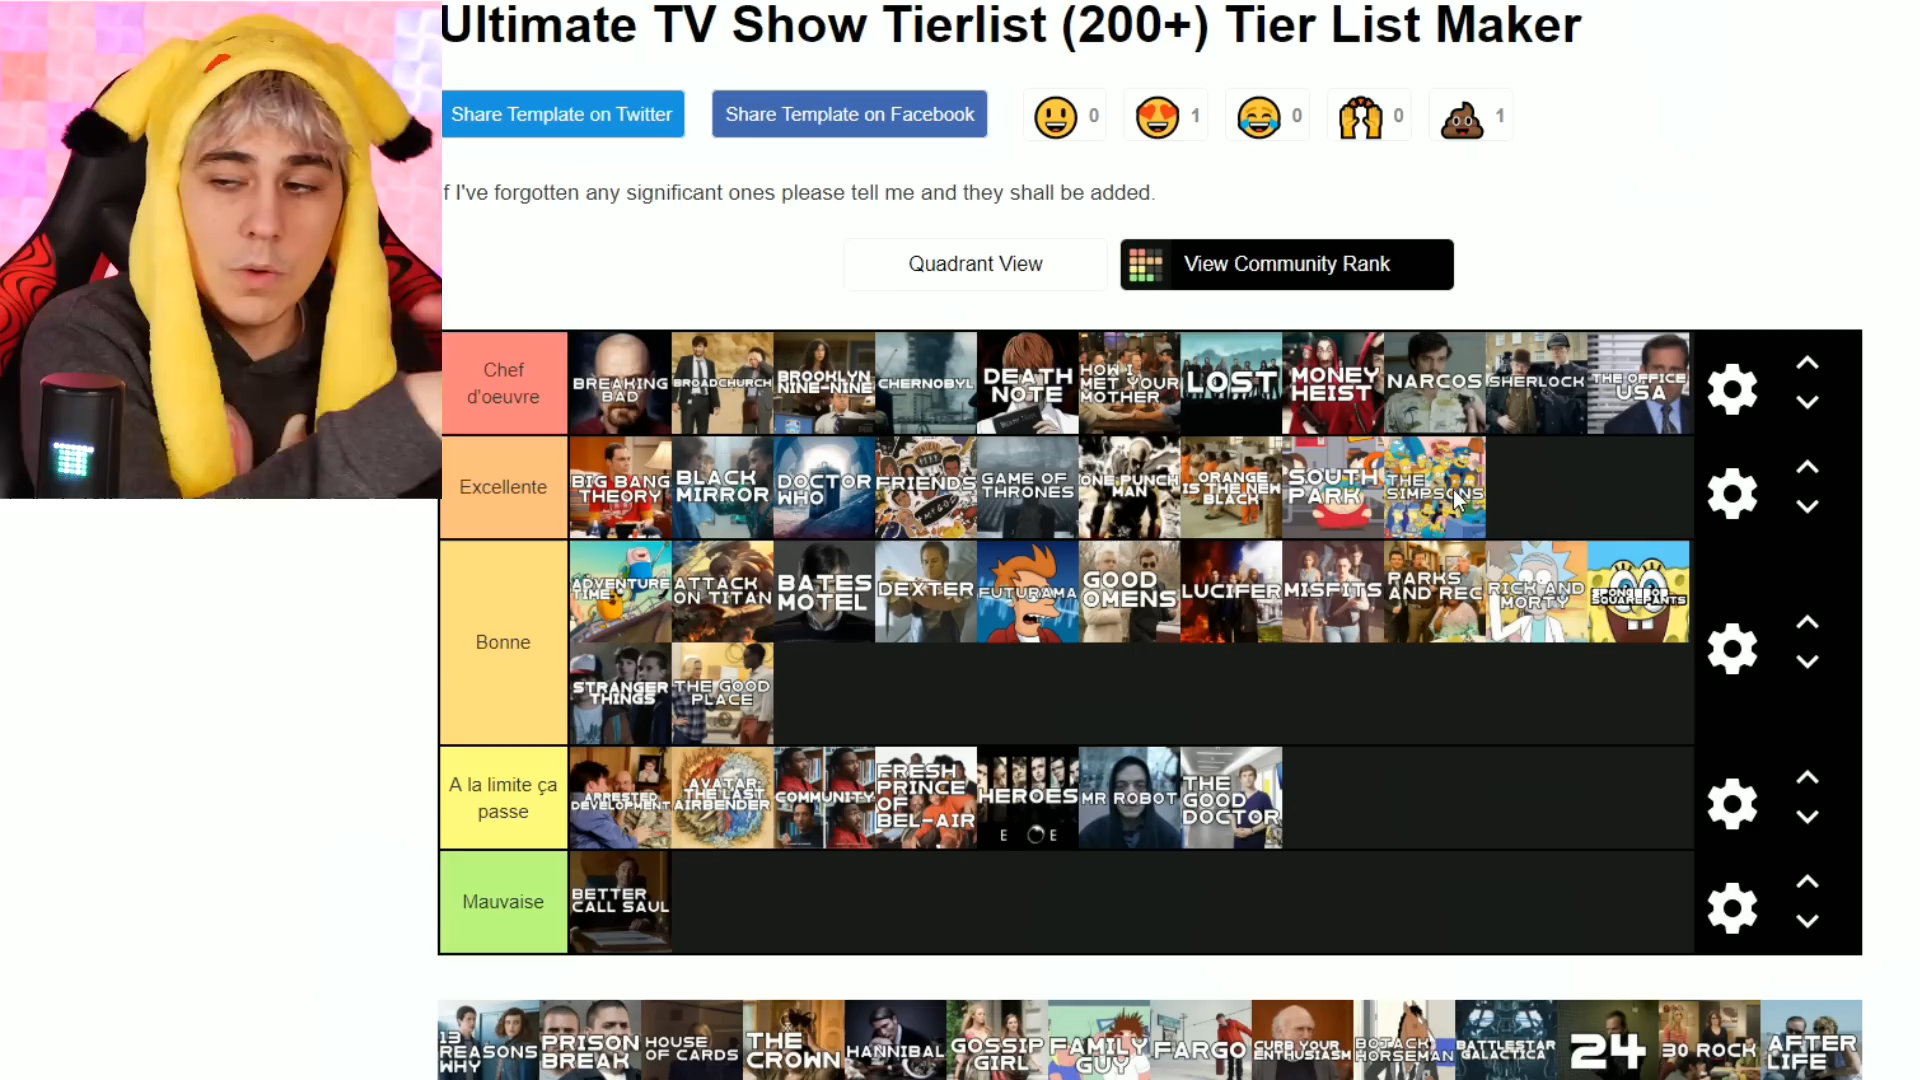 Ultimate TV Show Tierlist (200+) Tier List Maker
Share Template on Twitter
Share Template on Facebook
0
1
0
0
1
f I've forgotten any significant ones please tell me and they shall be added.
Quadrant View
View Community Rank
Chef
d'oeuvre
BREAKING
BAD
BROADCHURCH
BROOKLYN
NINE-NINE
CHERNOBYL
DEATH
NOTE
HOW I
MET YOUR
MOTHER
LOST
MONEY
HEIST
NARCOS
SHERLOCK
THE OFFICE
USA
Excellente
BIG BANG
THEORY
BLACK
MIRROR
DOCTOR
WHO
FRIENDS
GAME OF
THRONES
ONE PUNCH
MAN
ORANGE
IS THE NEW
BLACK
SOUTH
PARK
THE
SIMPSONS
Bonne
ADVENTURE
TIME
ATTACK
ON TITAN
BATES
MOTEL
DEXTER
FUTURAMA
GOOD
OMENS
LUCIFER
MISFITS
PARKS
AND REC
RICK AND
MORTY
SPONGEBOB
SQUAREPANTS
STRANGER
THINGS
THE GOOD
PLACE
A la limite ça
passe
ARRESTED
DEVELOPMENT
AVATAR:
THE LAST
AIRBENDER
COMMUNITY
FRESH
PRINCE
OF
BEL-AIR
HEROES
E E
MR ROBOT
THE
GOOD
DOCTOR
Mauvaise
BETTER
CALL SAUL
13
REASONS
WHY
PRISON
BREAK
HOUSE
OF CARDS
THE
CROWN
HANNIBAL
GOSSIP
GIRL
FAMILY
GUY
FARGO
CURB YOUR
ENTHUSIASM
BOJACK
HORSEMAN
BATTLESTAR
GALACTICA
24
30 ROCK
AFTER
LIFE